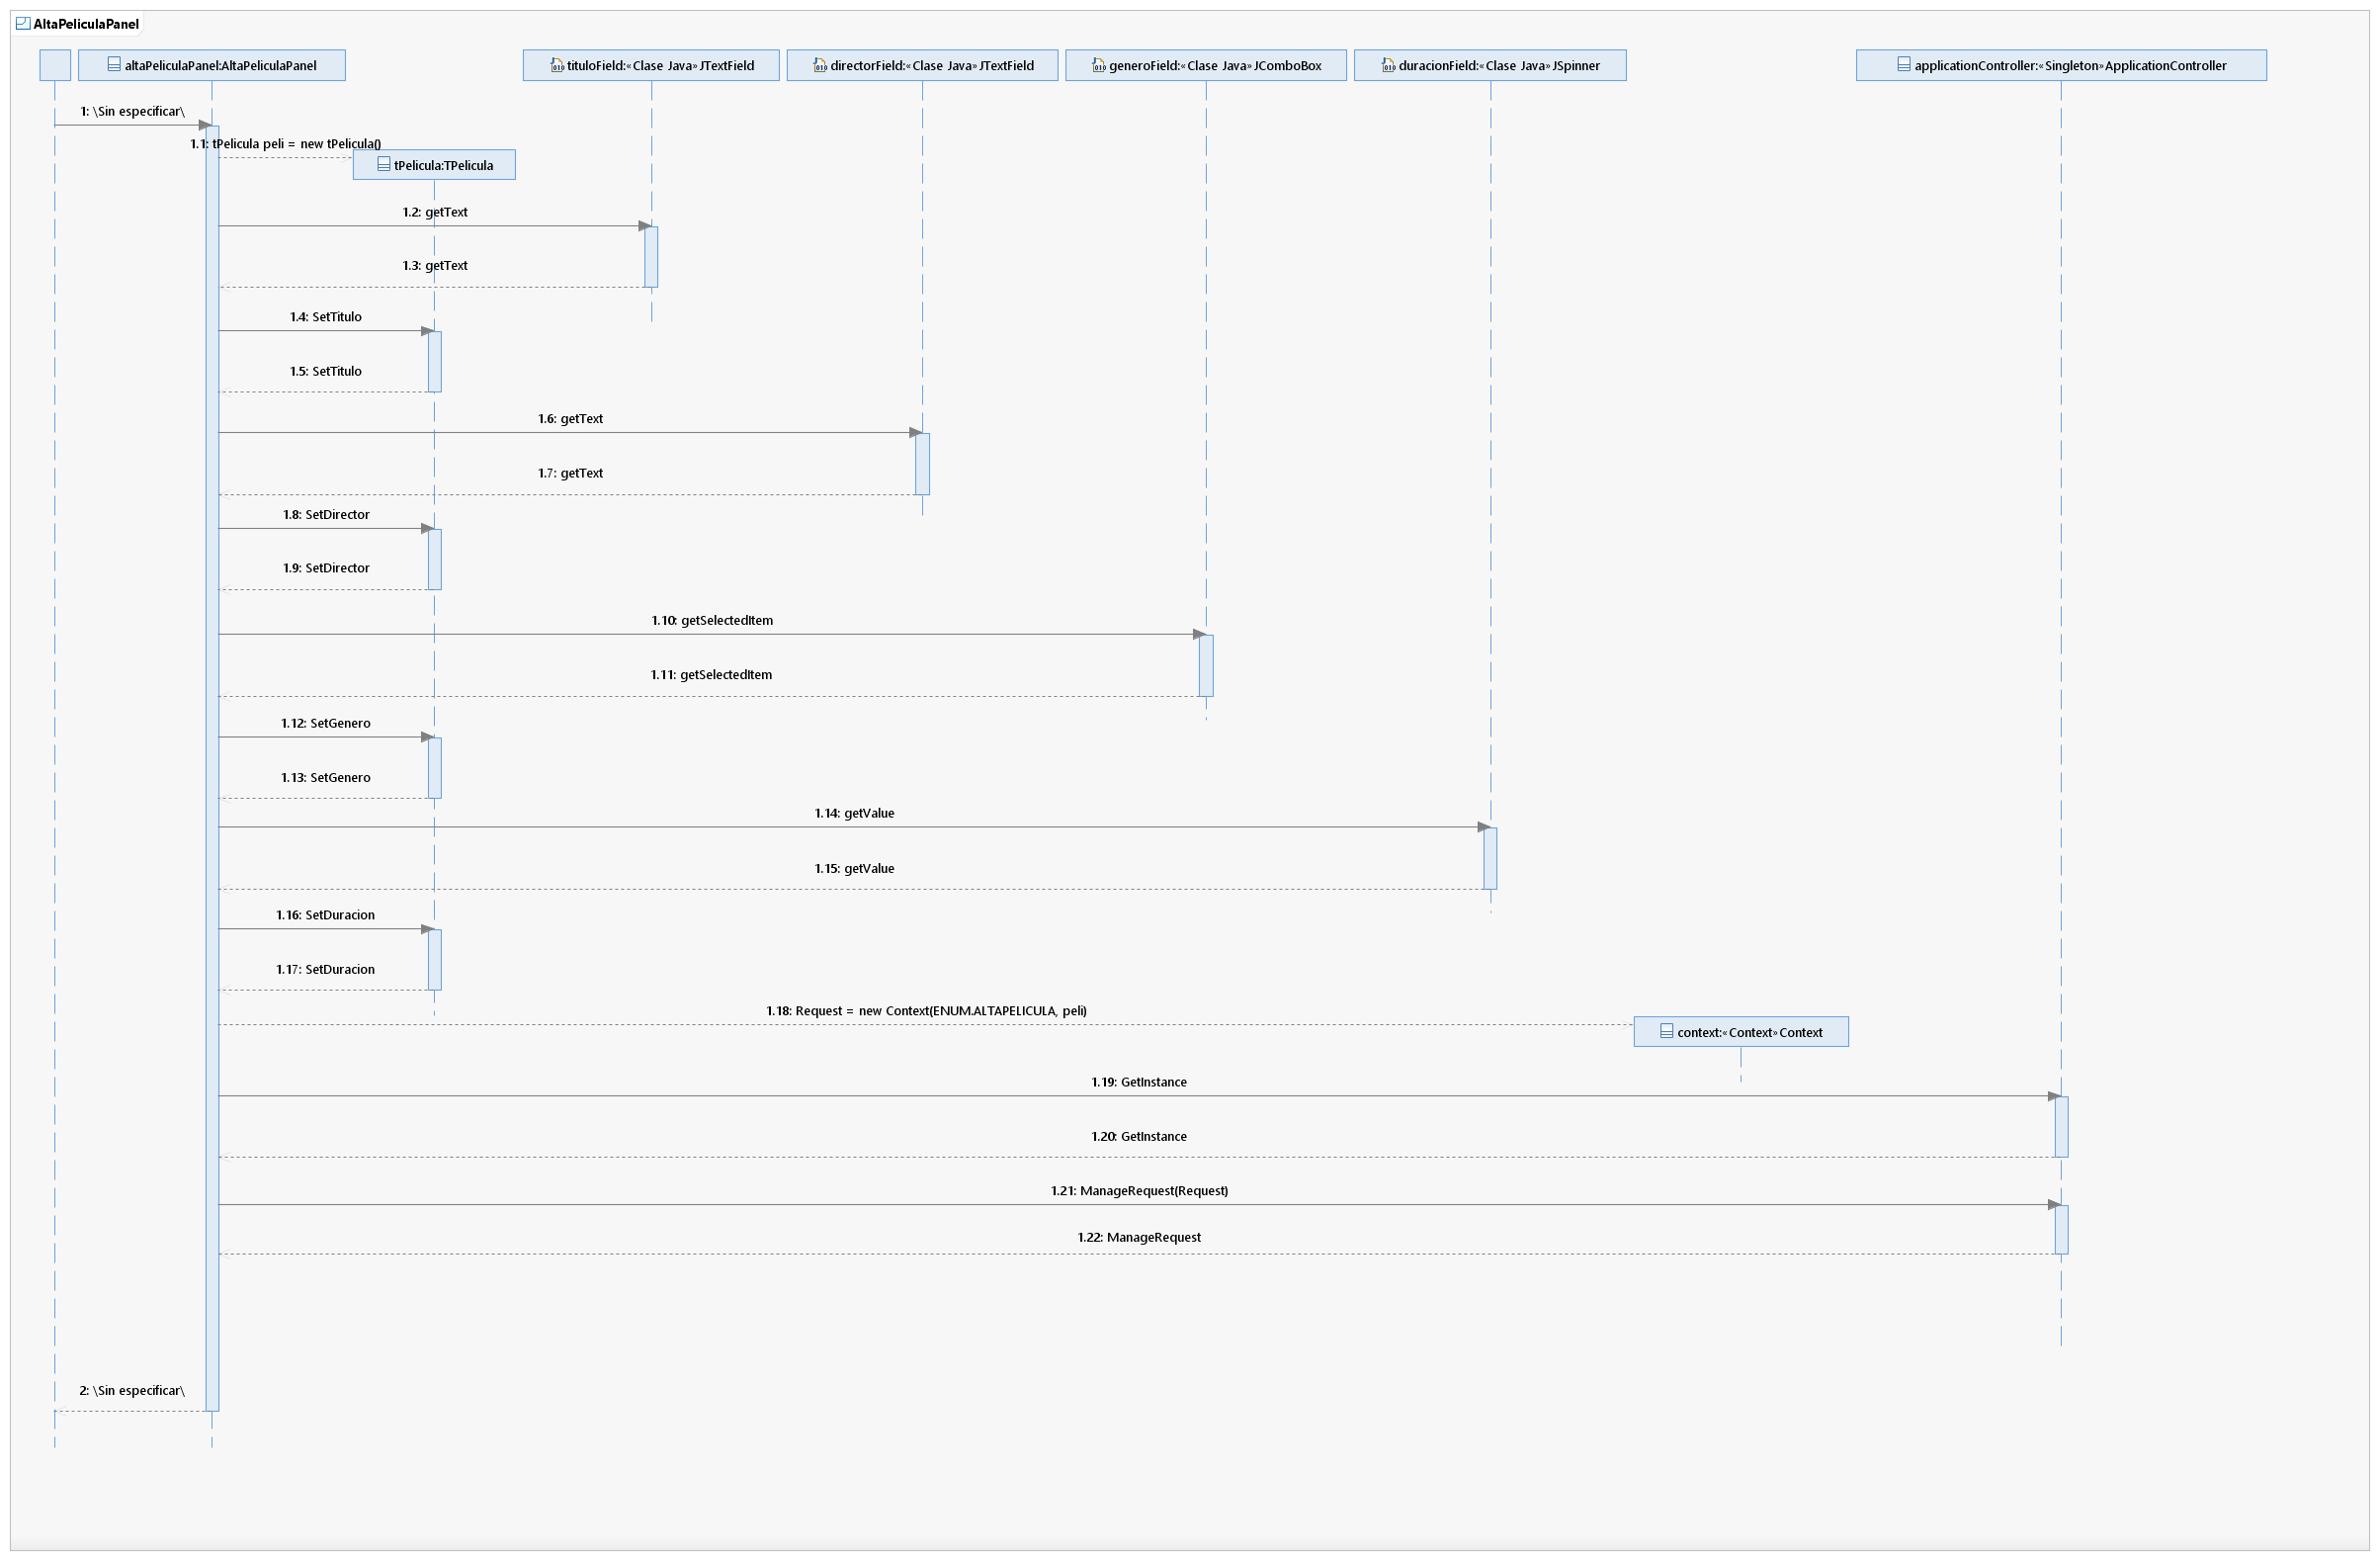 AltaPeliculaPanel
altaPeliculaPanel:AltaPeliculaPanel
tituloField:«Clase Java»JTextField
directorField:«Clase Java»JTextField
generoField:«Clase Java»JComboBox
duracionField:«Clase Java»JSpinner
applicationController:«Singleton»ApplicationController
1: \Sin especificar\
1.1: tPelicula peli = new tPelicula()
tPelicula:TPelicula
1.2: getText
1.3: getText
1.4: SetTitulo
1.5: SetTitulo
1.6: getText
1.7: getText
1.8: SetDirector
1.9: SetDirector
1.10: getSelectedItem
1.11: getSelectedItem
1.12: SetGenero
1.13: SetGenero
1.14: getValue
1.15: getValue
1.16: SetDuracion
1.17: SetDuracion
1.18: Request = new Context(ENUM.ALTAPELICULA, peli)
context:«Context»Context
1.19: GetInstance
1.20: GetInstance
1.21: ManageRequest(Request)
1.22: ManageRequest
2: \Sin especificar\